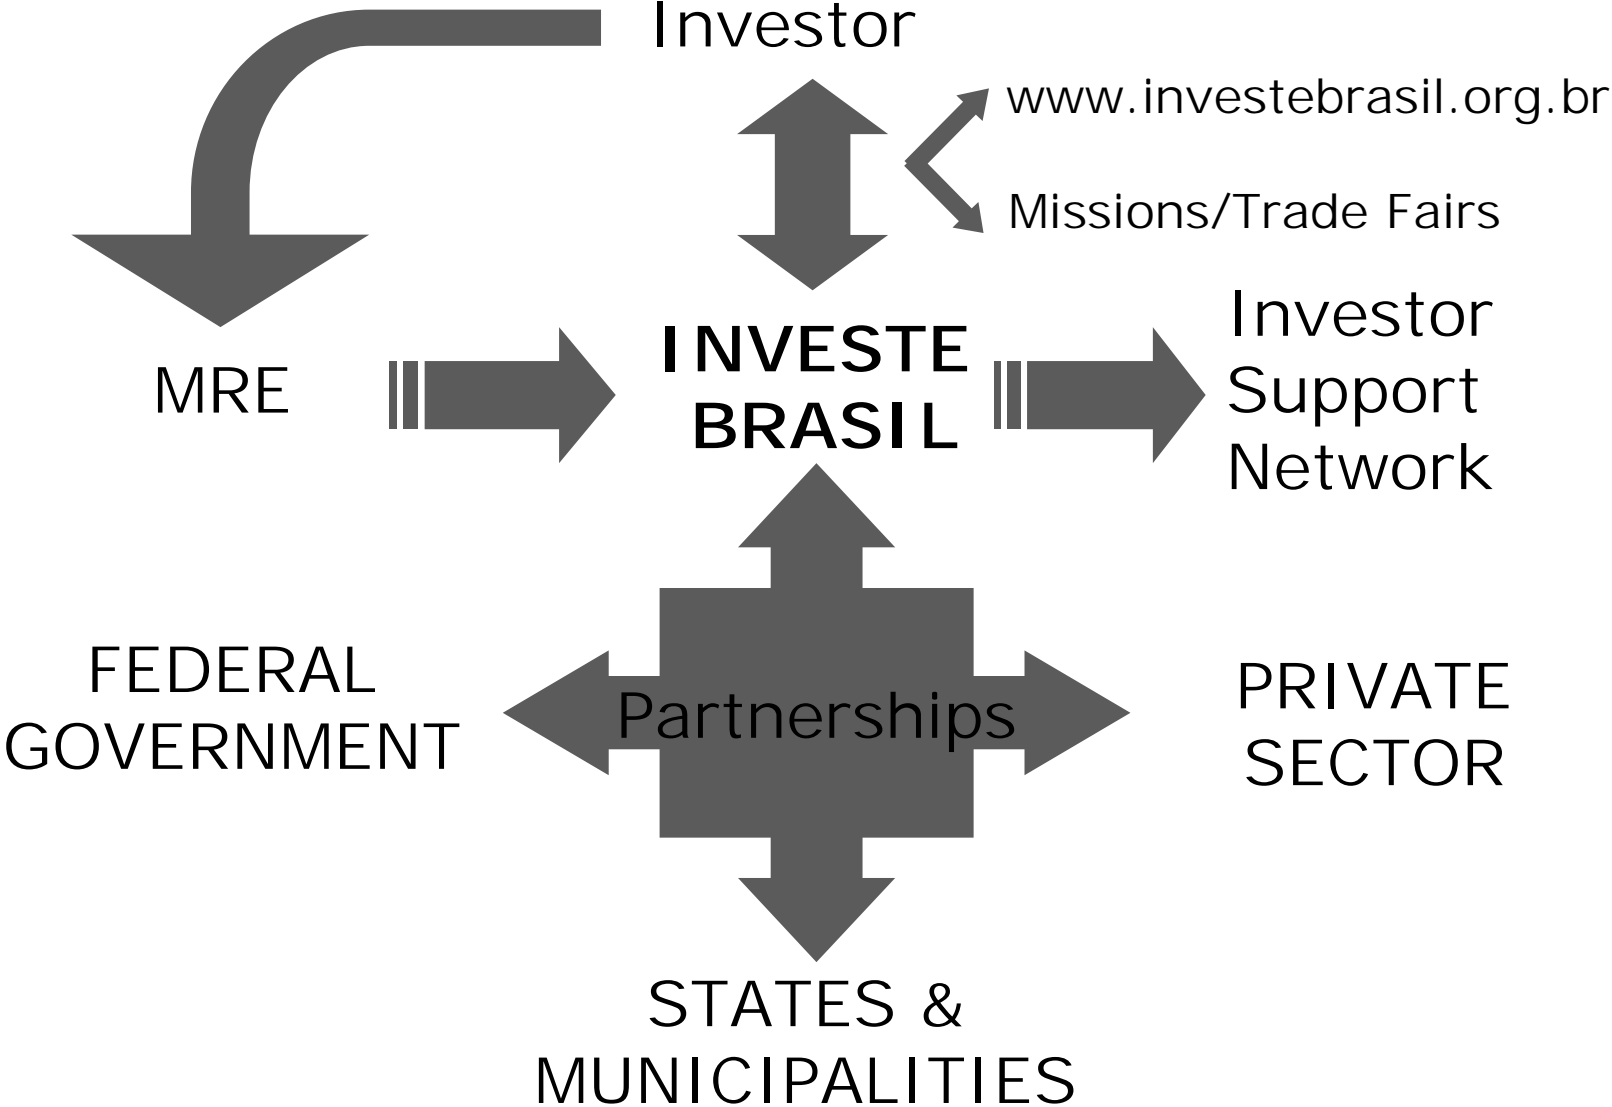 Investor
www.investebrasil.org.br
Missions/Trade Fairs
MRE
INVESTE
BRASIL
Investor
Support
Network
FEDERAL
GOVERNMENT
Partnerships
PRIVATE
SECTOR
STATES &
MUNICIPALITIES